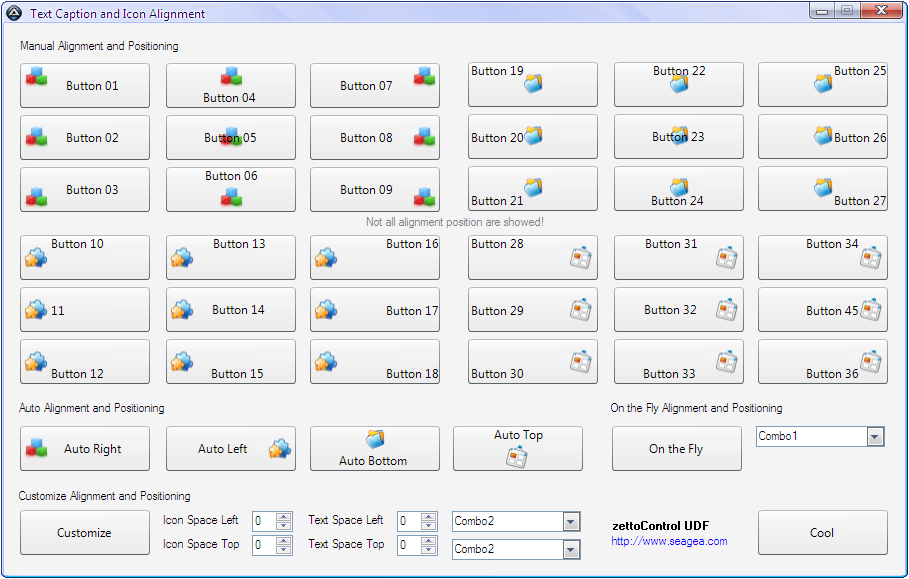 Text Caption and Icon Alignment
Manual Alignment and Positioning
Button 01 Button 04 Button 07 Button 19 Button 22 Button 25
Button 02 Button 05 Button 08 Button 20 Button 23 Button 26
Button 03 Button 06 Button 09 Button 21 Button 24 Button 27
Not all alignment position are showed!
Button 10 Button 13 Button 16 Button 28 Button 31 Button 34
11 Button 14 Button 17 Button 29 Button 32 Button 45
Button 12 Button 15 Button 18 Button 30 Button 33 Button 36
Auto Alignment and Positioning On the Fly Alignment and Positioning
Auto Right Auto Left Auto Bottom Auto Top On the Fly Combo1
Customize Alignment and Positioning
Customize Icon Space Left 0 Text Space Left 0 Combo2 zettoControl UDF Cool
Icon Space Top 0 Text Space Top 0 Combo2 http://www.seagea.com